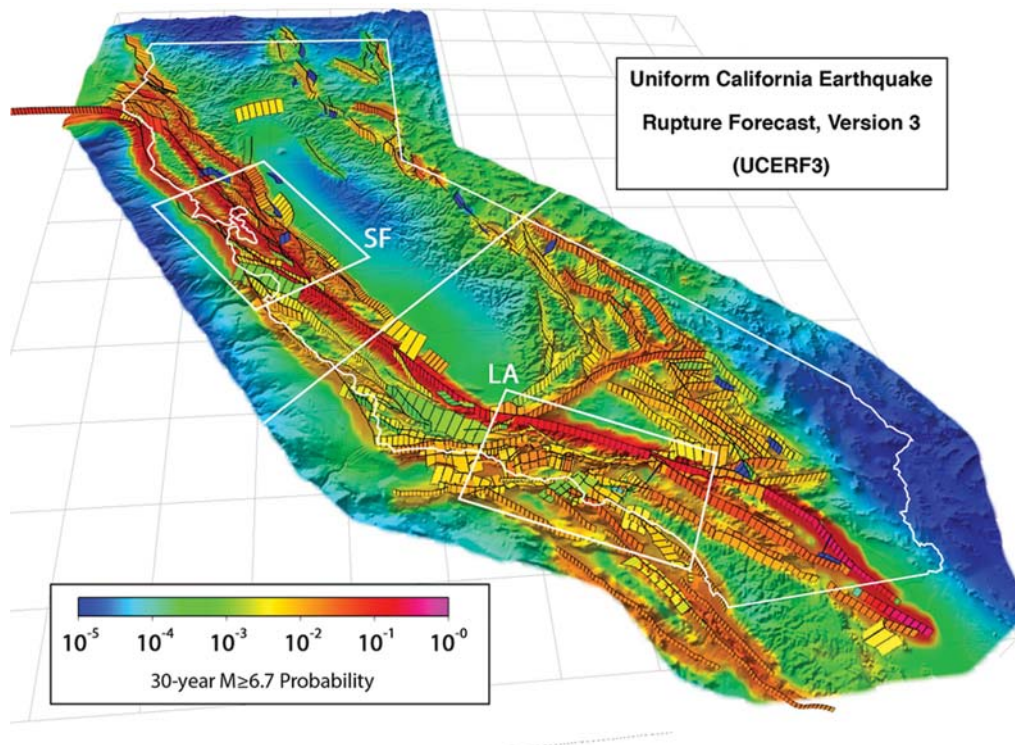 Uniform California Earthquake
Rupture Forecast, Version 3
(UCERF3)
SF
LA
10⁻⁵ 10⁻⁴ 10⁻³ 10⁻² 10⁻¹ 10⁻⁰
30-year M≥6.7 Probability